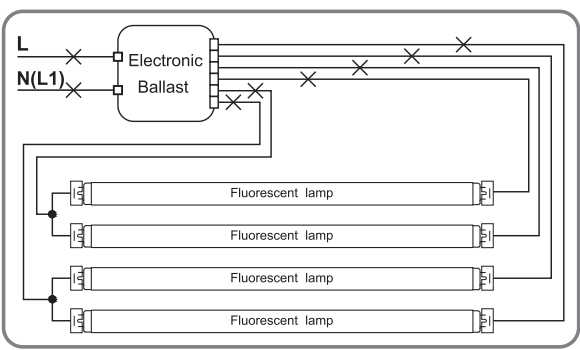 L
Electronic
N(L1)
Ballast
Fluorescent lamp
Fluorescent lamp
Fluorescent lamp
Fluorescent lamp